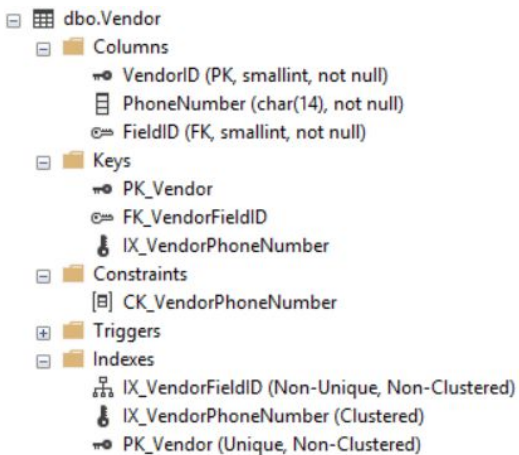 dbo.Vendor
Columns
VendorID (PK, smallint, not null)
PhoneNumber (char(14), not null)
FieldID (FK, smallint, not null)
Keys
PK_Vendor
FK_VendorFieldID
IX_VendorPhoneNumber
Constraints
CK_VendorPhoneNumber
Triggers
Indexes
IX_VendorFieldID (Non-Unique, Non-Clustered)
IX_VendorPhoneNumber (Clustered)
PK_Vendor (Unique, Non-Clustered)